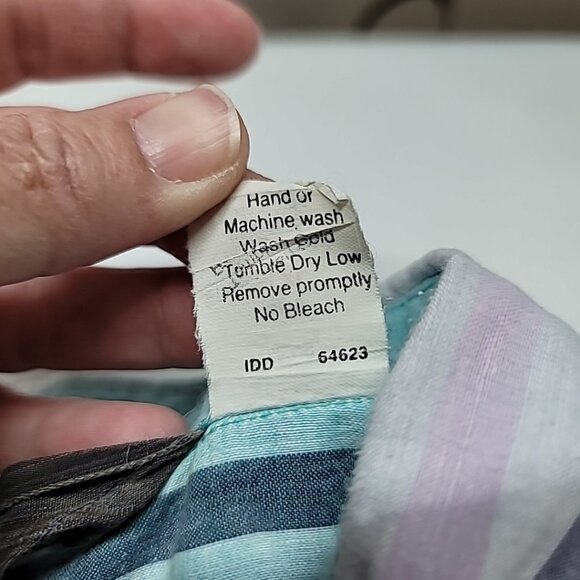 Hand or
Machine wash
Wash Cold
Tumble Dry Low
Remove promptly
No Bleach
IDD 64623